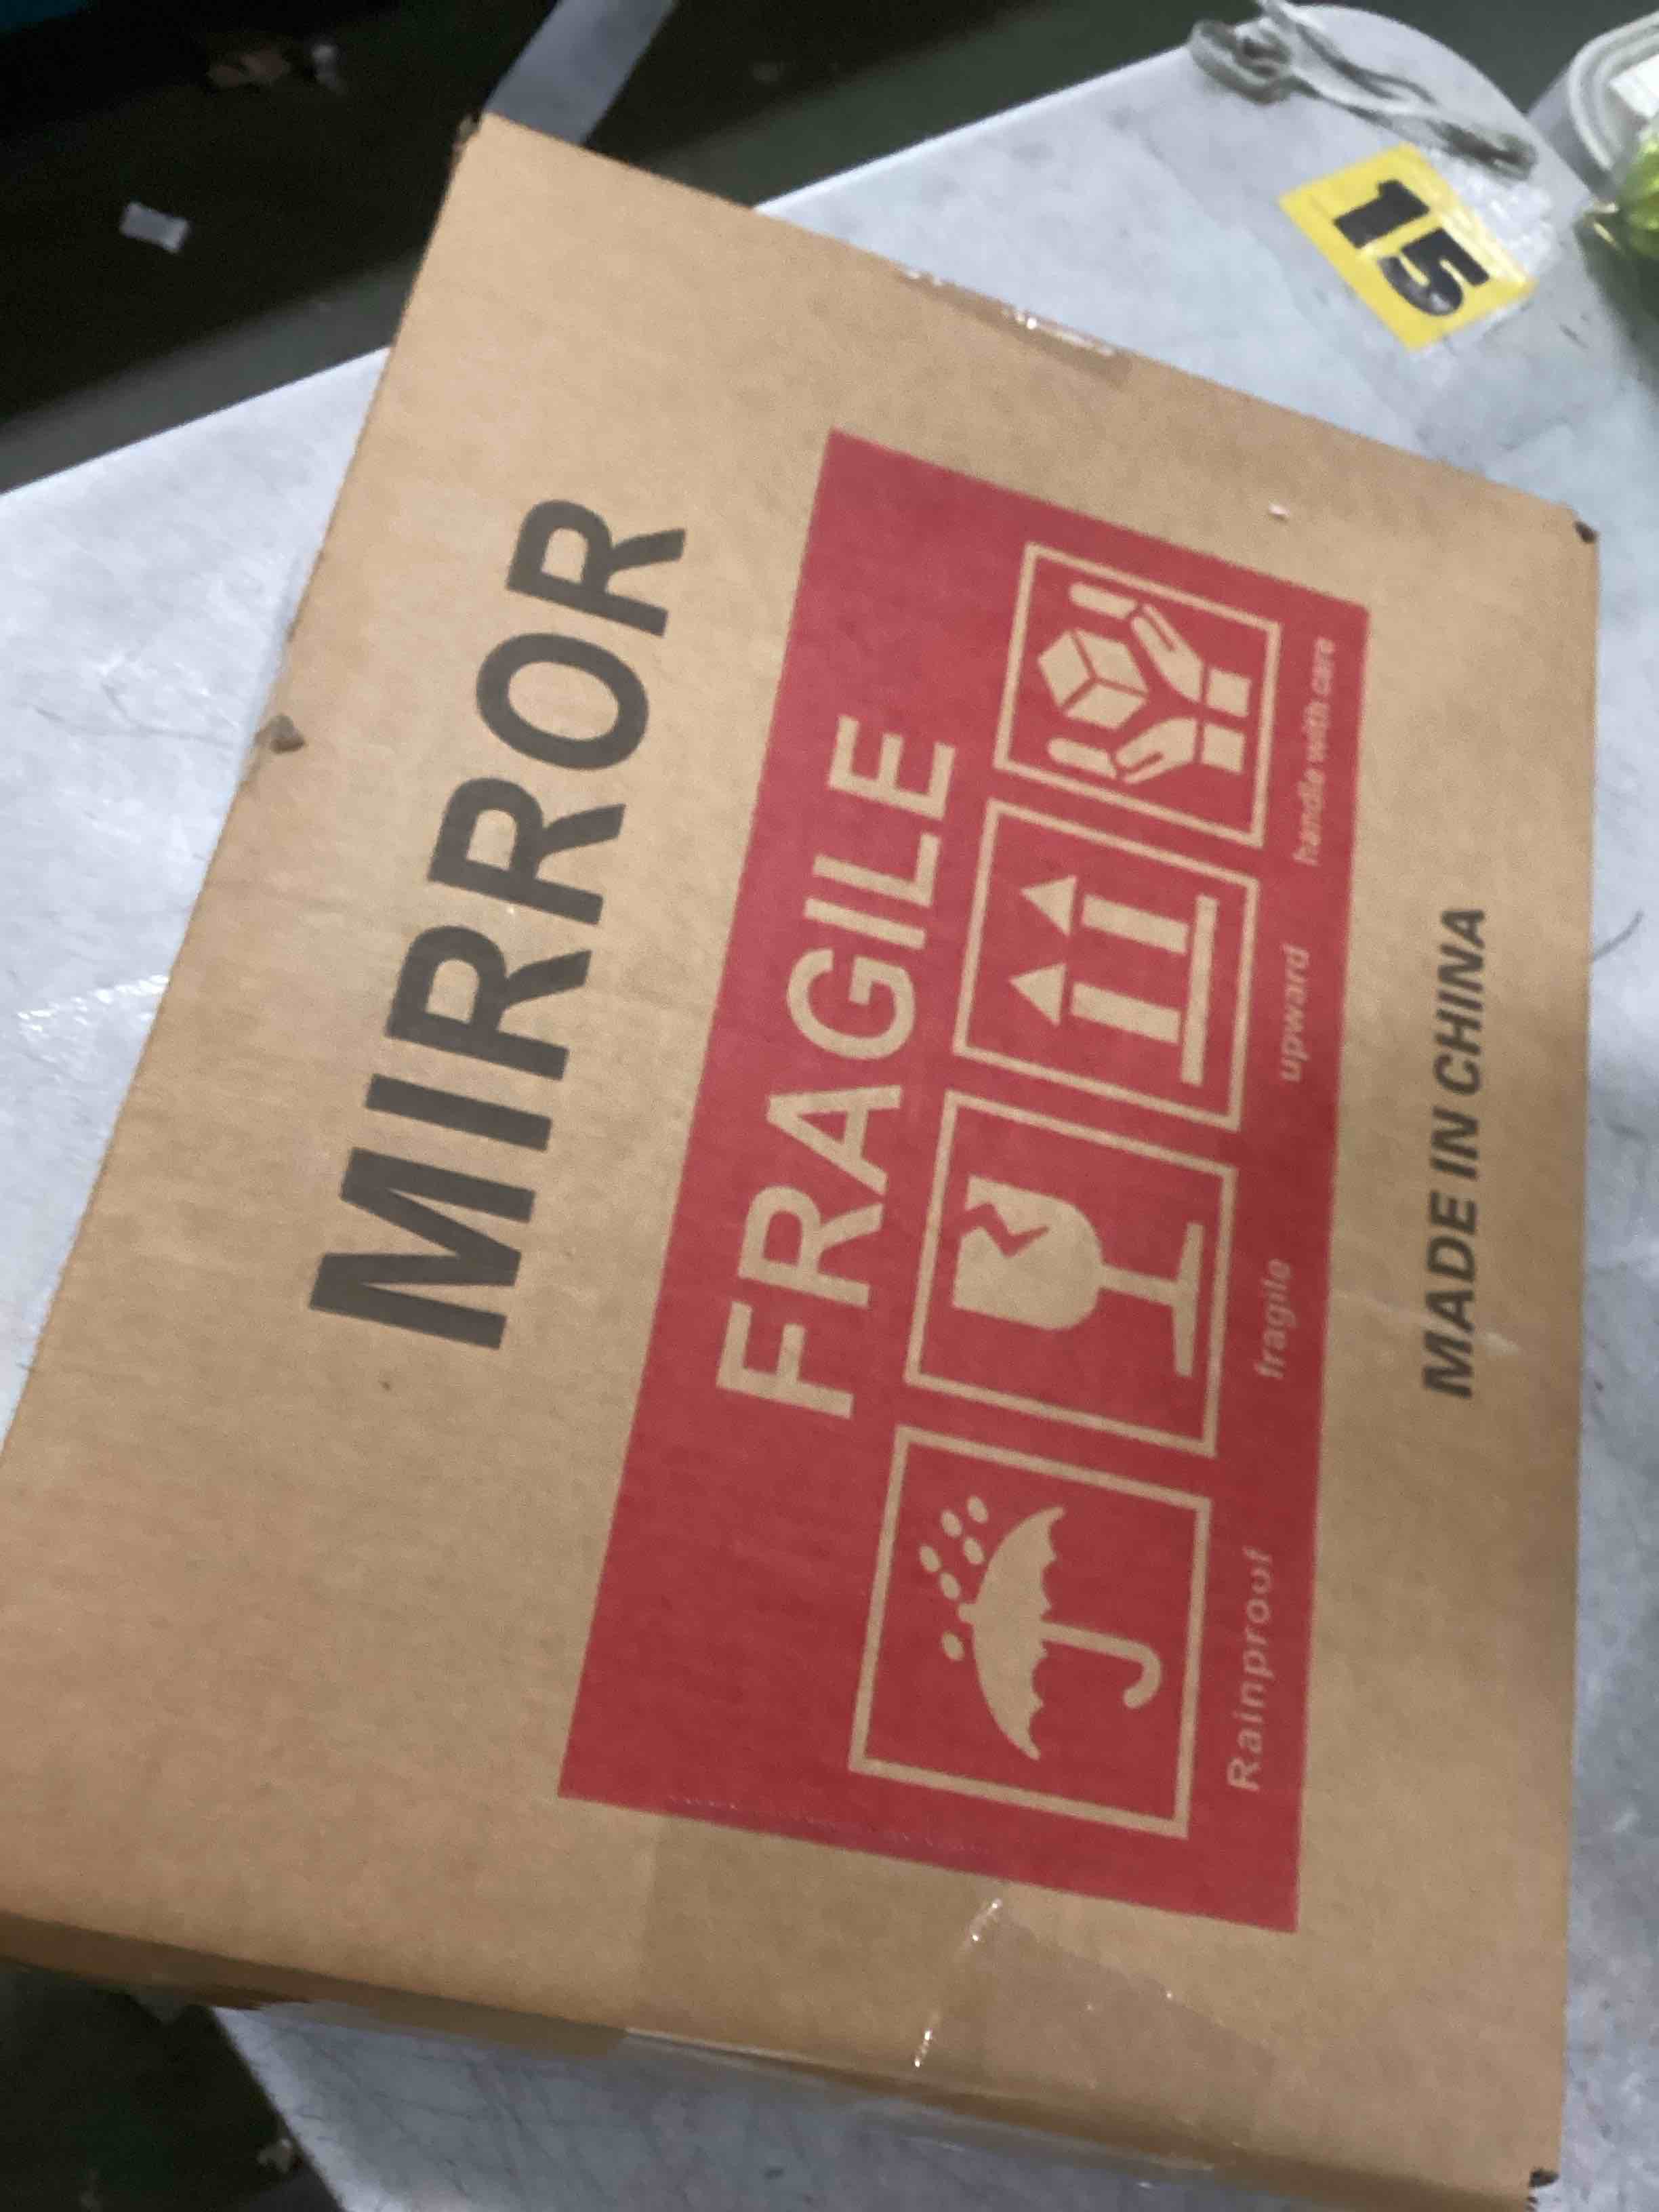 15
MIRROR
FRAGILE
Rainproof fragile upward handle with care
MADE IN CHINA